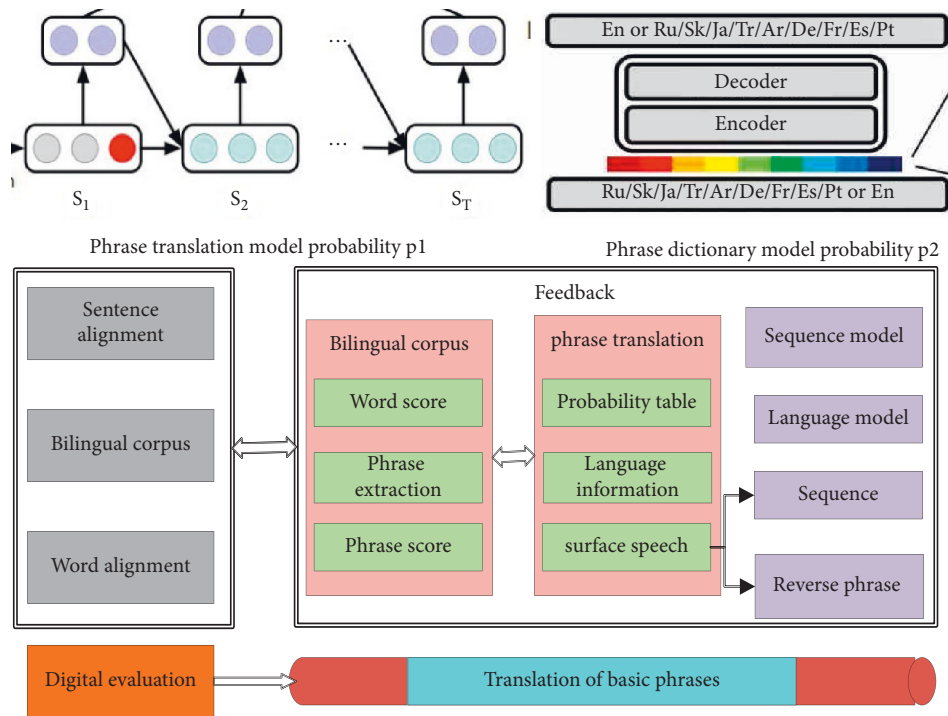 ...
...
S1
S2
ST
En or Ru/Sk/Ja/Tr/Ar/De/Fr/Es/Pt
Decoder
Encoder
Ru/Sk/Ja/Tr/Ar/De/Fr/Es/Pt or En
Phrase translation model probability p1
Phrase dictionary model probability p2
Sentence
alignment
Bilingual corpus
Word alignment
Feedback
Bilingual corpus
Word score
Phrase
extraction
Phrase score
phrase translation
Probability table
Language
information
surface speech
Sequence model
Language model
Sequence
Reverse phrase
Digital evaluation
Translation of basic phrases